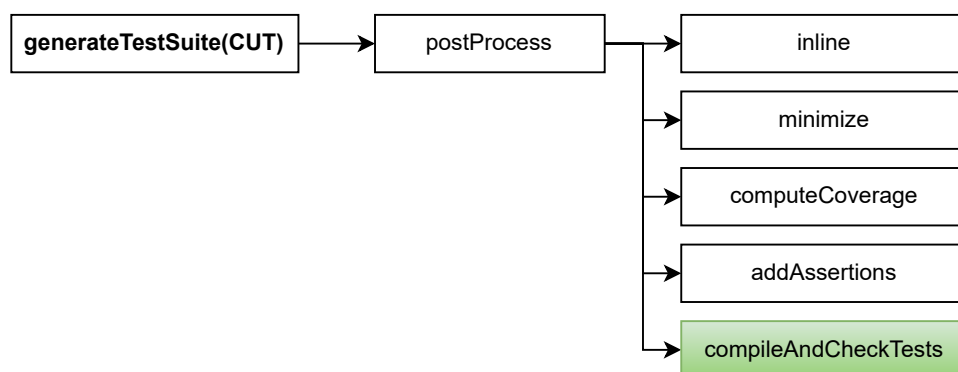 generateTestSuite(CUT)
postProcess
inline
minimize
computeCoverage
addAssertions
compileAndCheckTests